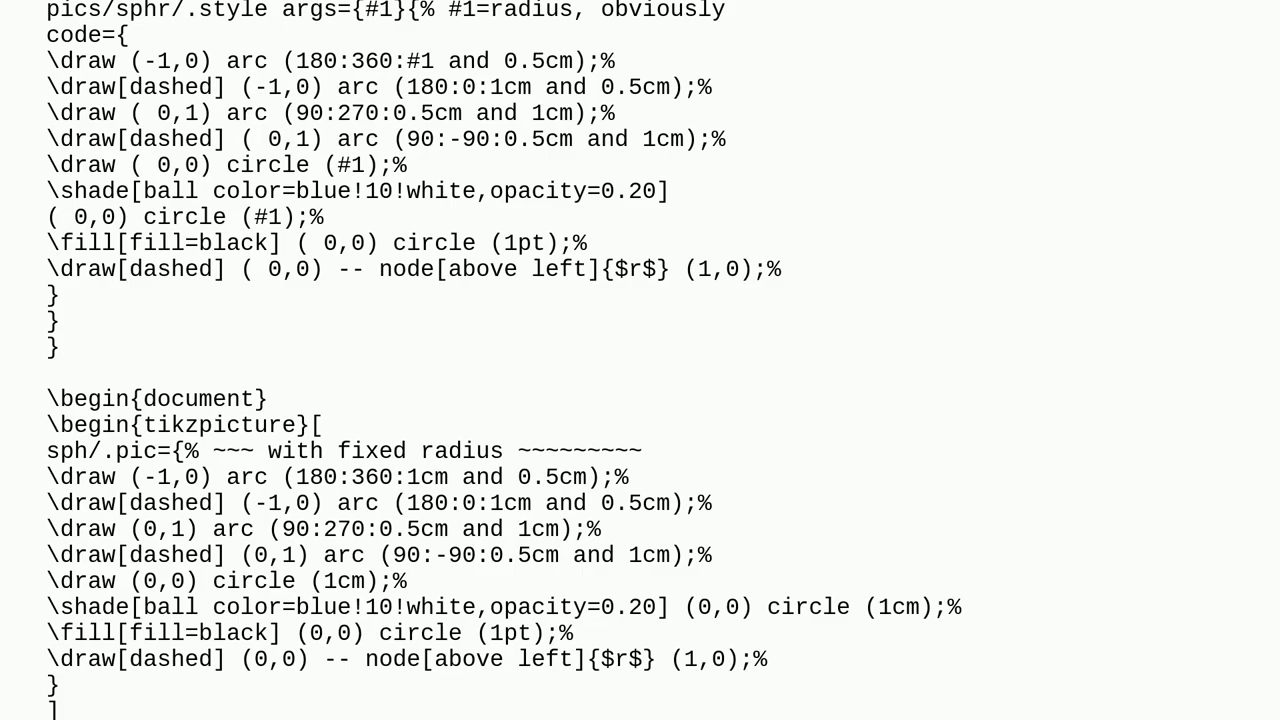 pics/sphr/.style args={#1}{% #1=radius, obviously
code={
\draw (-1,0) arc (180:360:#1 and 0.5cm);%
\draw[dashed] (-1,0) arc (180:0:1cm and 0.5cm);%
\draw ( 0,1) arc (90:270:0.5cm and 1cm);%
\draw[dashed] ( 0,1) arc (90:-90:0.5cm and 1cm);%
\draw ( 0,0) circle (#1);%
\shade[ball color=blue!10!white,opacity=0.20]
( 0,0) circle (#1);%
\fill[fill=black] ( 0,0) circle (1pt);%
\draw[dashed] ( 0,0) -- node[above left]{$r$} (1,0);%
}
}
}
\begin{document}
\begin{tikzpicture}[
sph/.pic={% ~~~ with fixed radius ~~~~~~~~~
\draw (-1,0) arc (180:360:1cm and 0.5cm);%
\draw[dashed] (-1,0) arc (180:0:1cm and 0.5cm);%
\draw (0,1) arc (90:270:0.5cm and 1cm);%
\draw[dashed] (0,1) arc (90:-90:0.5cm and 1cm);%
\draw (0,0) circle (1cm);%
\shade[ball color=blue!10!white,opacity=0.20] (0,0) circle (1cm);%
\fill[fill=black] (0,0) circle (1pt);%
\draw[dashed] (0,0) -- node[above left]{$r$} (1,0);%
}
]